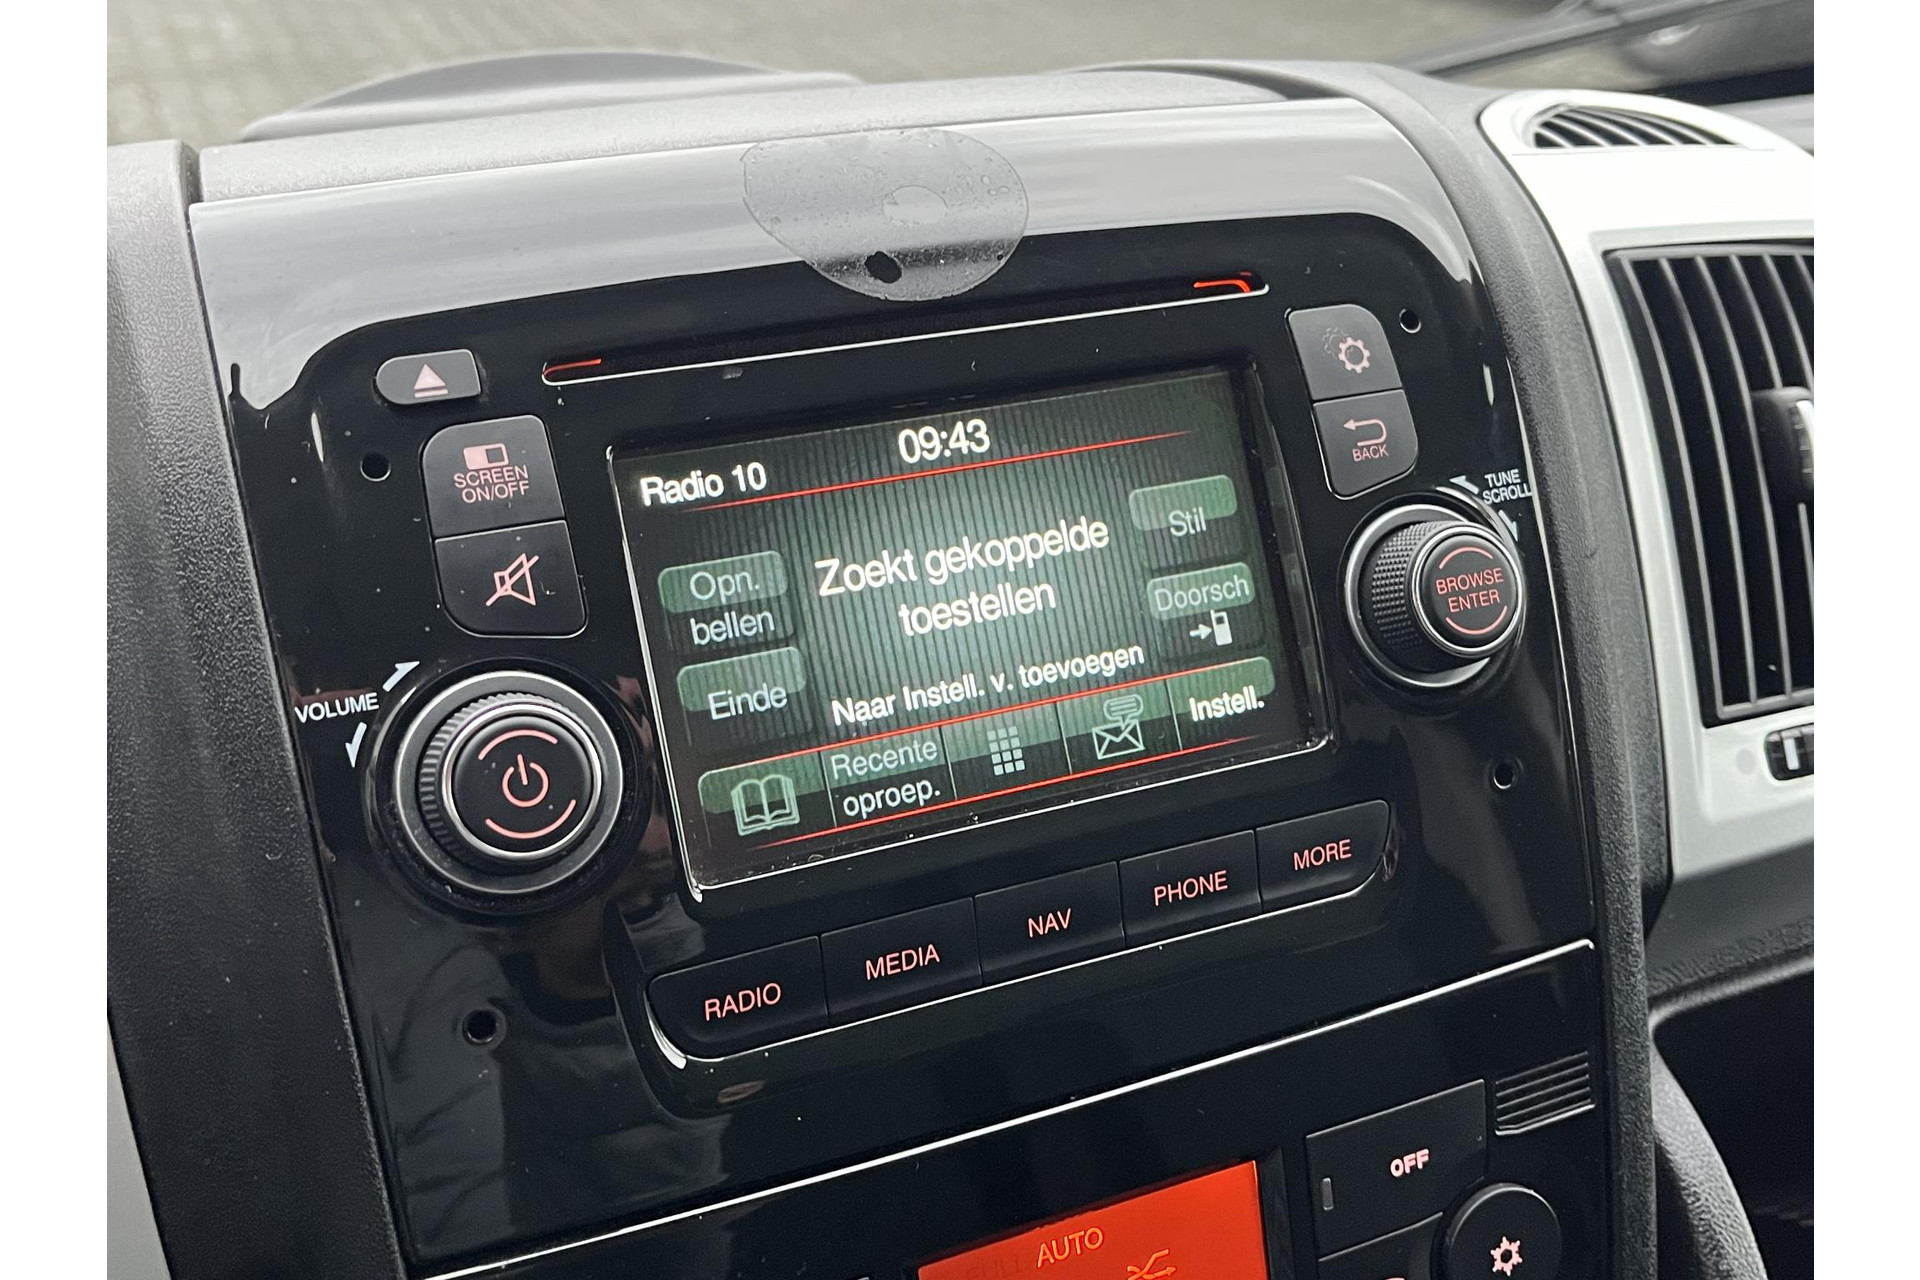 SCREEN
ON/OFF
VOLUME
Radio 10
09:43
Opn.
bellen
Einde
Zoekt gekoppelde
toestellen
Naar Instell. v. toevoegen
Stil
Doorsch
Recente
oproep.
Instell.
BACK
TUNE
SCROLL
BROWSE
ENTER
RADIO
MEDIA
NAV
PHONE
MORE
OFF
AUTO